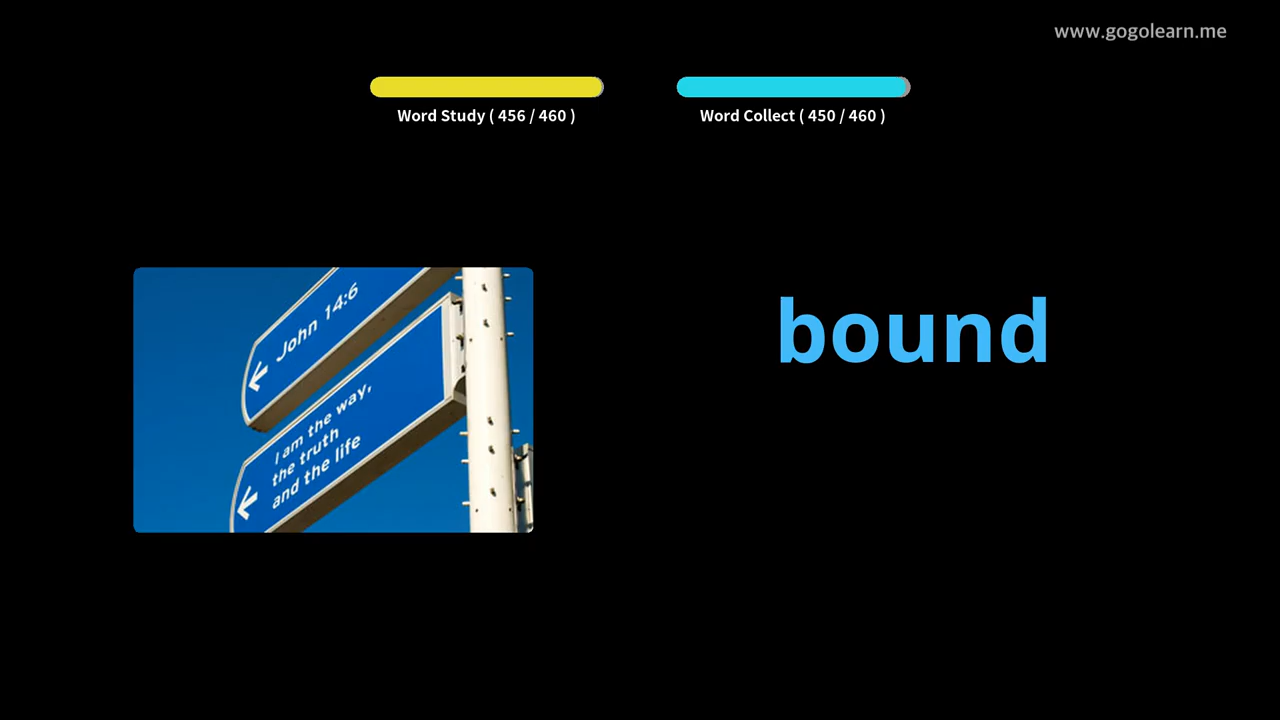 www.gogolearn.me
Word Study ( 456 / 460 )
Word Collect ( 450 / 460 )
John 14:6
I am the way,
the truth
and the life
bound